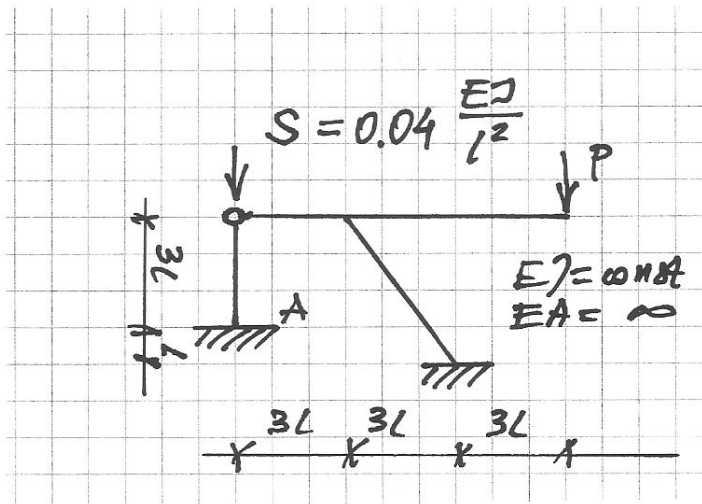 S = 0.04 EJ/l²
P
3L
A
EJ = const
EA = ∞
L
3L 3L 3L